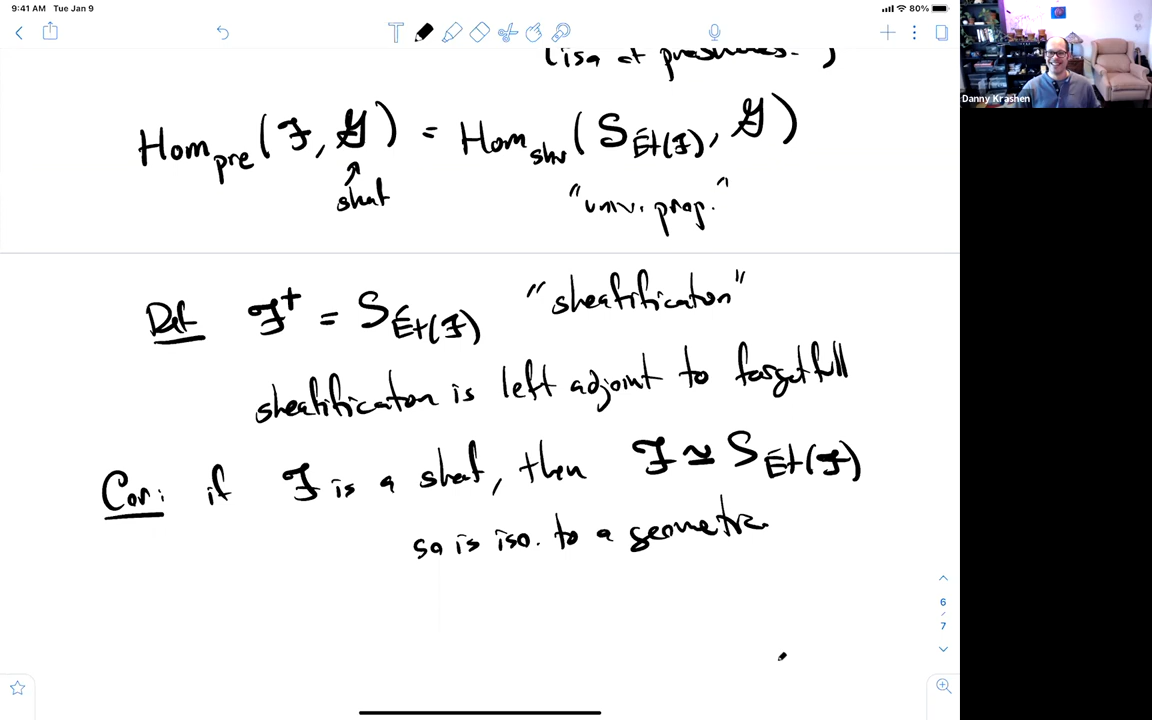 9:41 AM Tue Jan 9
80%
Danny Krashen
Hom_pre(ℱ, 𝒢) = Hom_shv(S_Ét(ℱ), 𝒢)
↑
sheaf
"univ. prop."
Def ℱ⁺ = S_Ét(ℱ) "sheafification"
sheafification is left adjoint to forgetfull
Cor: if ℱ is a sheaf, then ℱ ≃ S_Ét(ℱ)
so is iso. to a geometric
6
/
7